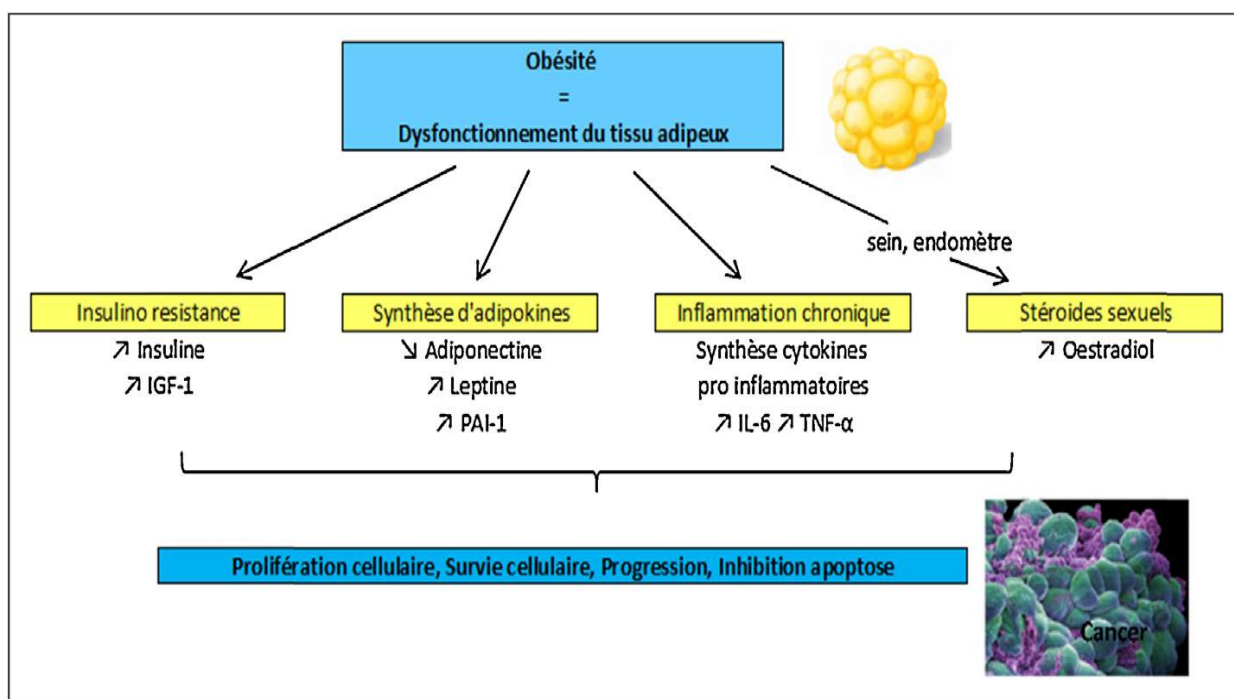 Obésité
=
Dysfonctionnement du tissu adipeux
sein, endomètre
Insulino resistance
↗ Insuline
↗ IGF-1
Synthèse d'adipokines
↘ Adiponectine
↗ Leptine
↗ PAI-1
Inflammation chronique
Synthèse cytokines
pro inflammatoires
↗ IL-6 ↗ TNF-α
Stéroides sexuels
↗ Oestradiol
Prolifération cellulaire, Survie cellulaire, Progression, Inhibition apoptose
Cancer